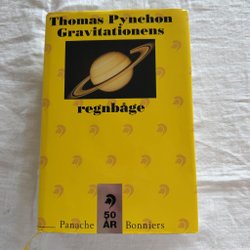 Thomas Pynchon
Gravitationens
regnbåge
50
ÅR
Panache Bonniers